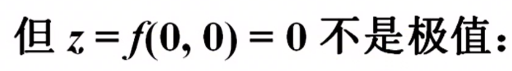 但 z = f(0, 0) = 0 不是极值：